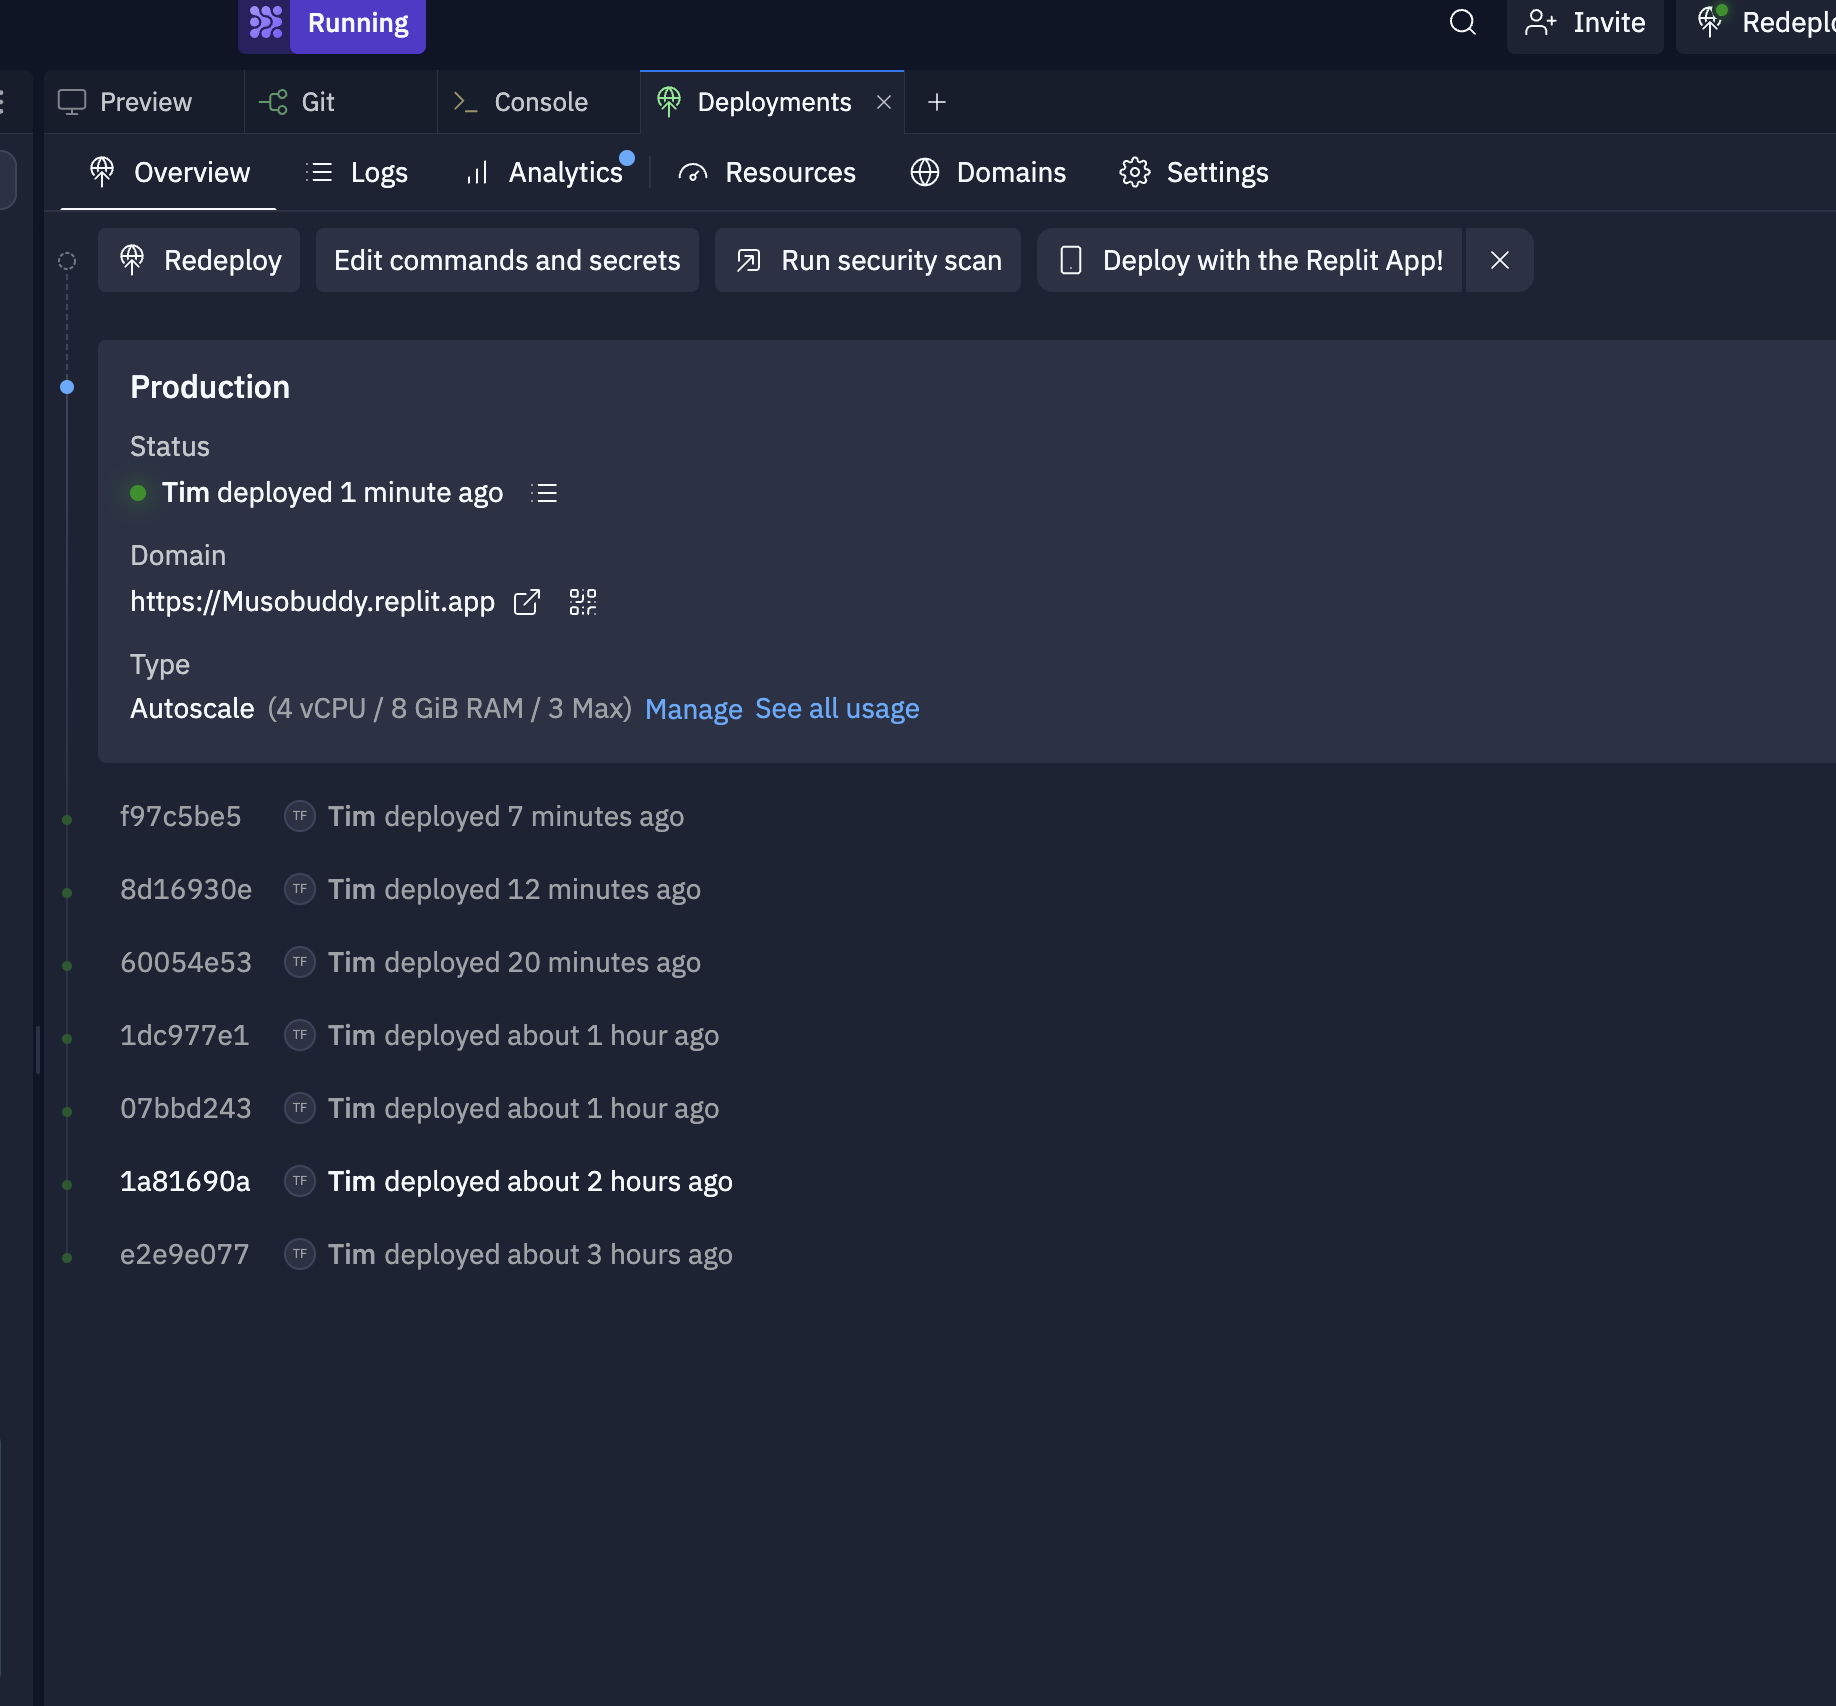 Running
Invite
Redeplo
Preview
Git
Console
Deployments
Overview
Logs
Analytics
Resources
Domains
Settings
Redeploy
Edit commands and secrets
Run security scan
Deploy with the Replit App!
Production
Status
Tim deployed 1 minute ago
Domain
https://Musobuddy.replit.app
Type
Autoscale (4 vCPU / 8 GiB RAM / 3 Max) Manage See all usage
f97c5be5 TF Tim deployed 7 minutes ago
8d16930e TF Tim deployed 12 minutes ago
60054e53 TF Tim deployed 20 minutes ago
1dc977e1 TF Tim deployed about 1 hour ago
07bbd243 TF Tim deployed about 1 hour ago
1a81690a TF Tim deployed about 2 hours ago
e2e9e077 TF Tim deployed about 3 hours ago